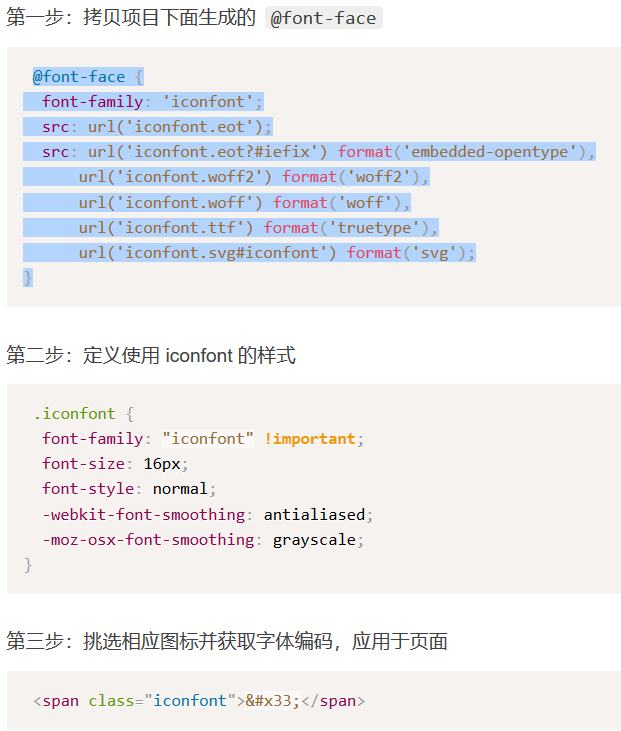 第一步：拷贝项目下面生成的 @font-face
@font-face {
font-family: 'iconfont';
src: url('iconfont.eot');
src: url('iconfont.eot?#iefix') format('embedded-opentype'),
url('iconfont.woff2') format('woff2'),
url('iconfont.woff') format('woff'),
url('iconfont.ttf') format('truetype'),
url('iconfont.svg#iconfont') format('svg');
}
第二步：定义使用 iconfont 的样式
.iconfont {
font-family: "iconfont" !important;
font-size: 16px;
font-style: normal;
-webkit-font-smoothing: antialiased;
-moz-osx-font-smoothing: grayscale;
}
第三步：挑选相应图标并获取字体编码，应用于页面
<span class="iconfont">&#x33;</span>